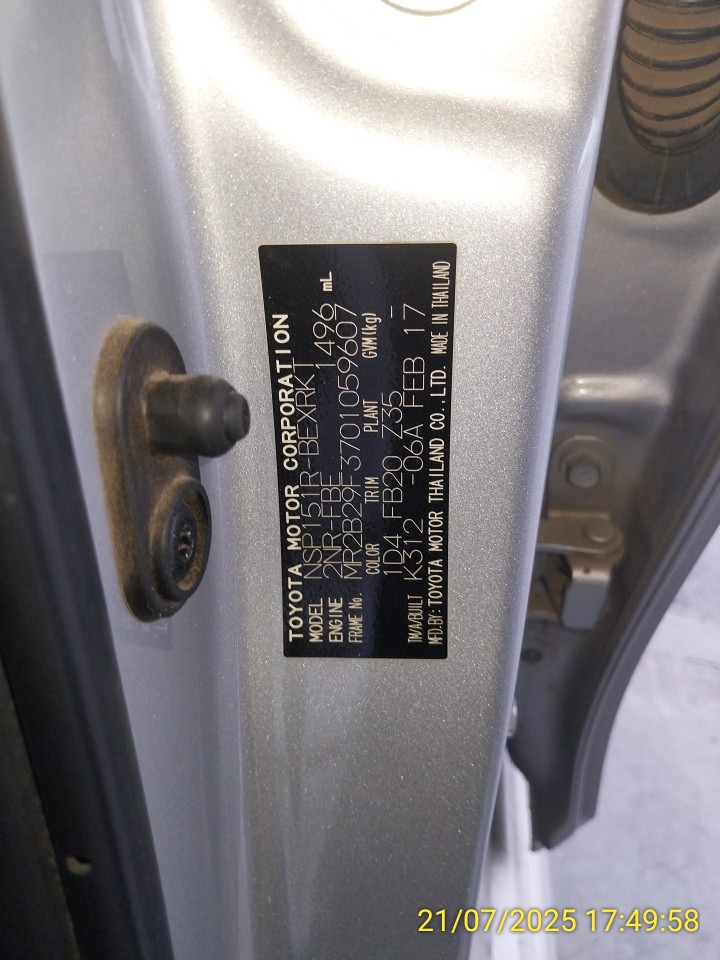 TOYOTA MOTOR CORPORATION
MODEL NSP151R-BEXRKT
ENGINE 2NR-FBE 1496 mL
FRAME No. MR2B29F3701059607
COLOR TRIM PLANT GVM(kg)
1D4 FB20 Z35 -
TM/A/BUILT K312 -06A FEB 17
MFD.BY: TOYOTA MOTOR THAILAND CO., LTD. MADE IN THAILAND
21/07/2025 17:49:58